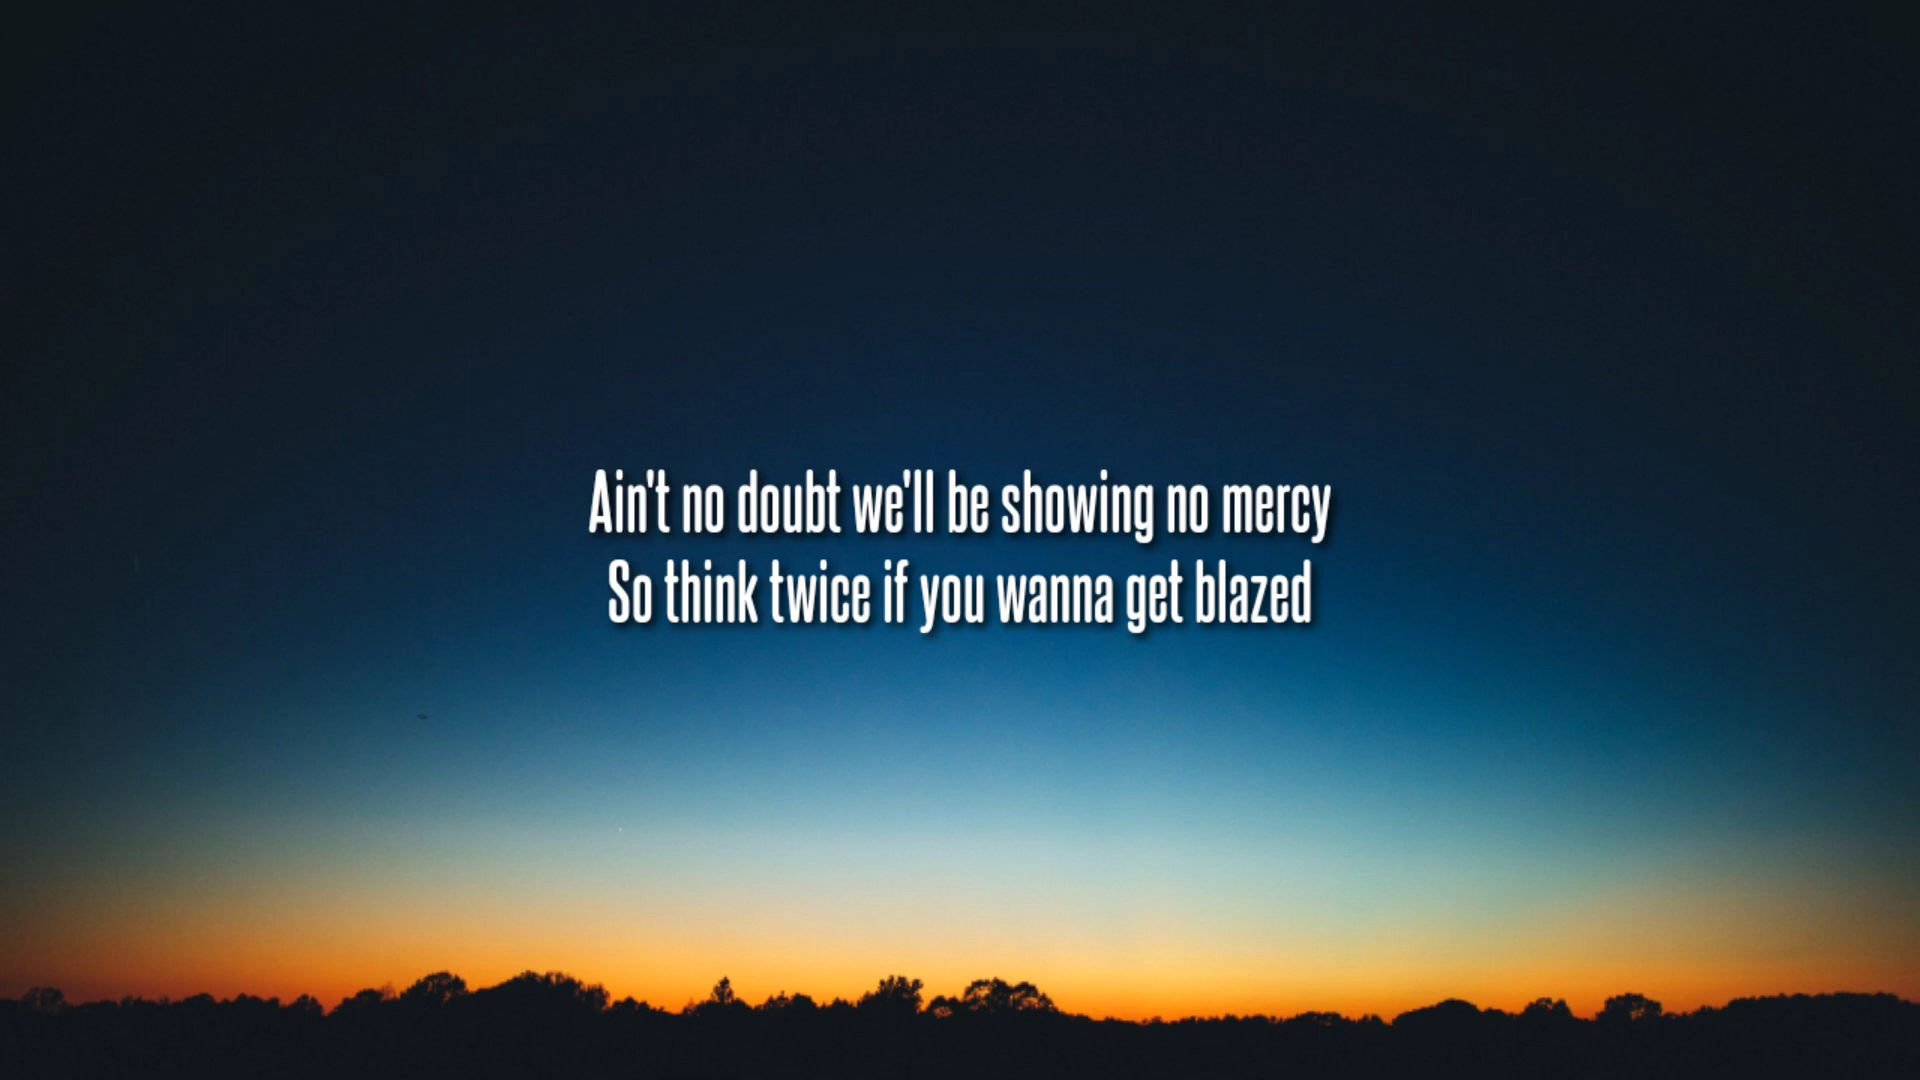 Ain't no doubt we'll be showing no mercy
So think twice if you wanna get blazed